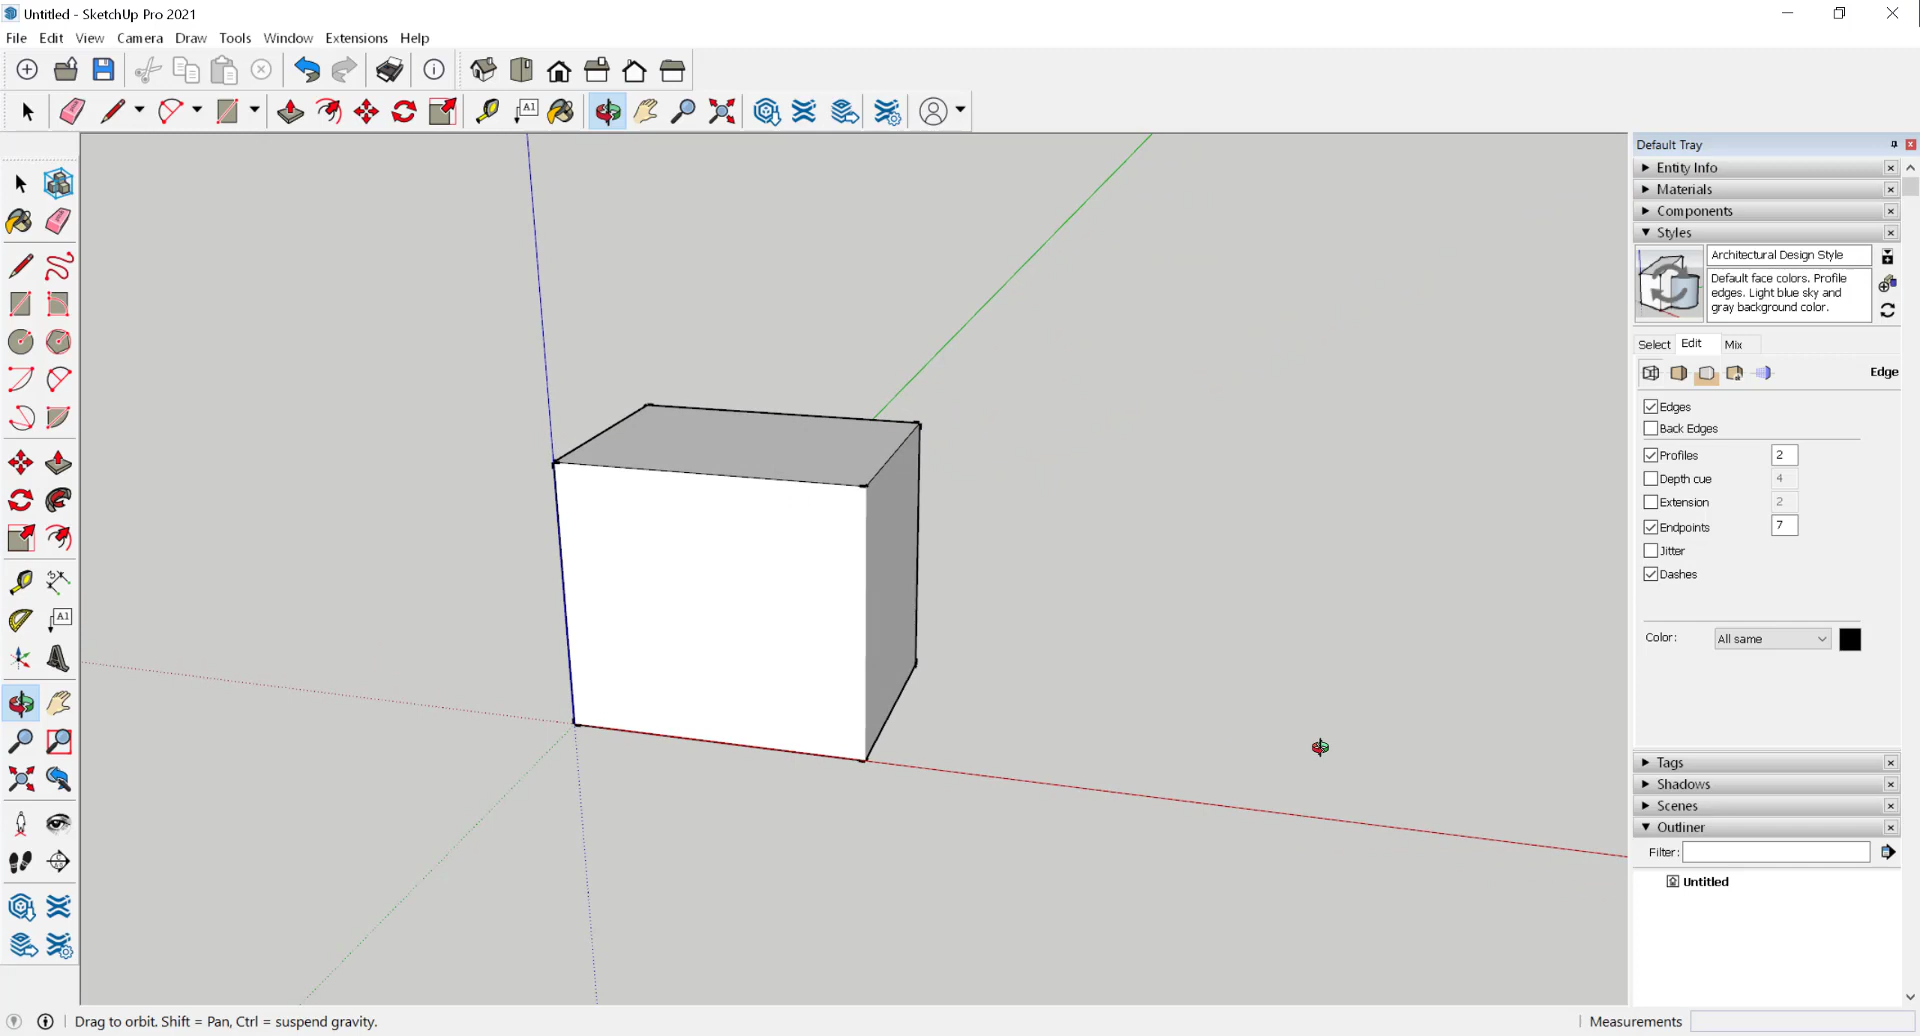 Untitled - SketchUp Pro 2021
File Edit View Camera Draw Tools Window Extensions Help
A1
Default Tray
Entity Info
Materials
Components
Styles
Architectural Design Style
Default face colors. Profile
edges. Light blue sky and
gray background color.
Select Edit Mix
Edge
Edges
Back Edges
Profiles 2
Depth cue 4
Extension 2
Endpoints 7
Jitter
Dashes
Color: All same
A1
Tags
Shadows
Scenes
Outliner
Filter:
Untitled
Drag to orbit. Shift = Pan, Ctrl = suspend gravity.
Measurements